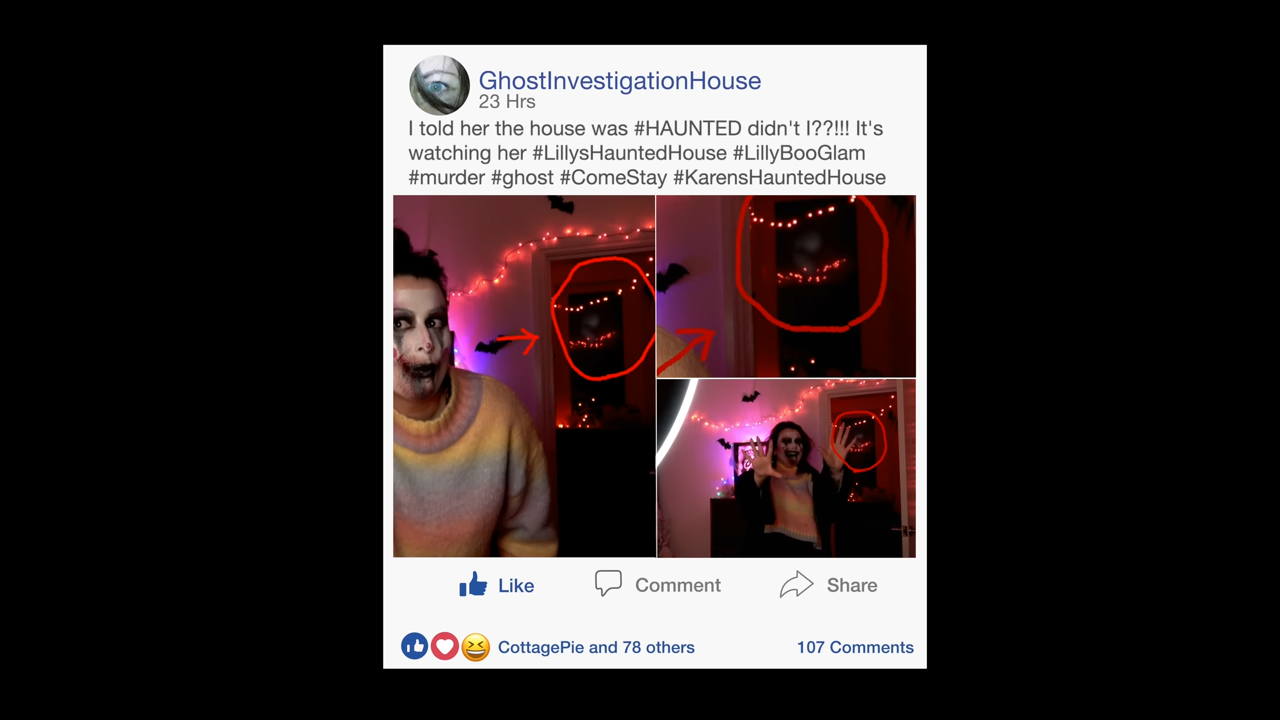 GhostInvestigationHouse
23 Hrs
I told her the house was #HAUNTED didn't I??!!! It's
watching her #LillysHauntedHouse #LillyBooGlam
#murder #ghost #ComeStay #KarensHauntedHouse
Like
Comment
Share
CottagePie and 78 others
107 Comments